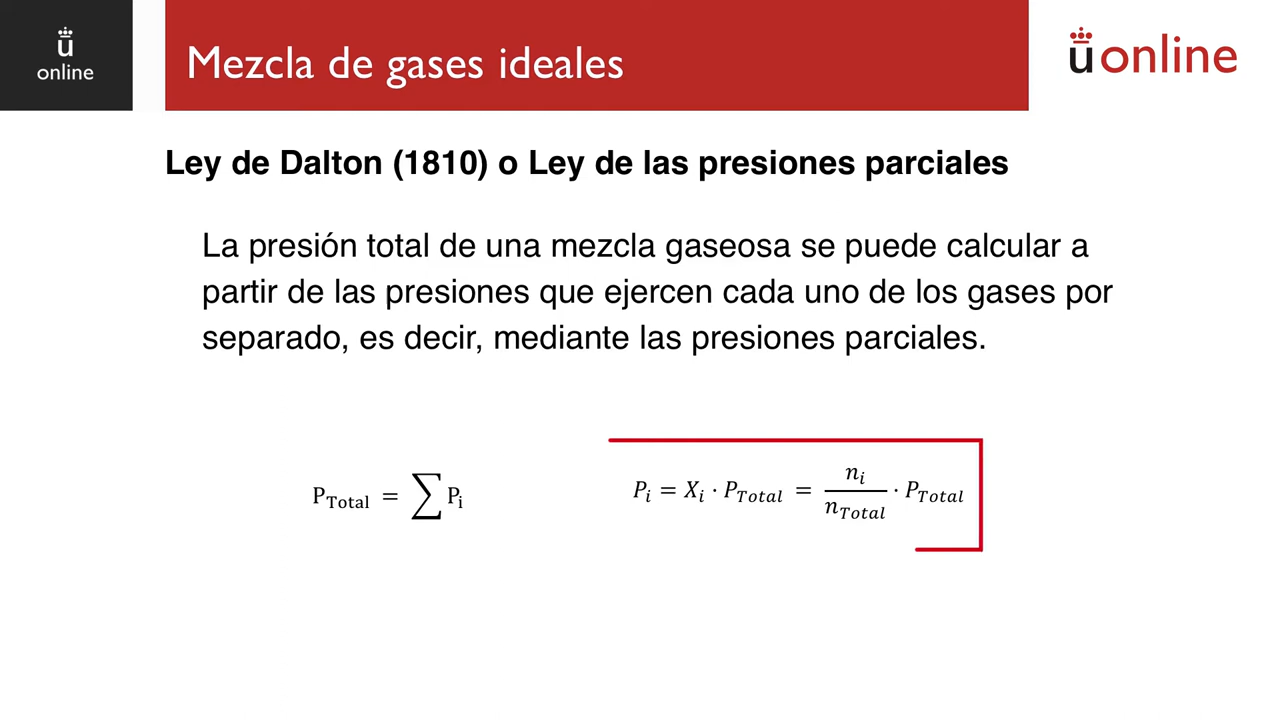 ü
online
Mezcla de gases ideales
üonline
Ley de Dalton (1810) o Ley de las presiones parciales
La presión total de una mezcla gaseosa se puede calcular a
partir de las presiones que ejercen cada uno de los gases por
separado, es decir, mediante las presiones parciales.
P_Total = ∑ P_i
P_i = X_i · P_Total = n_i / n_Total · P_Total